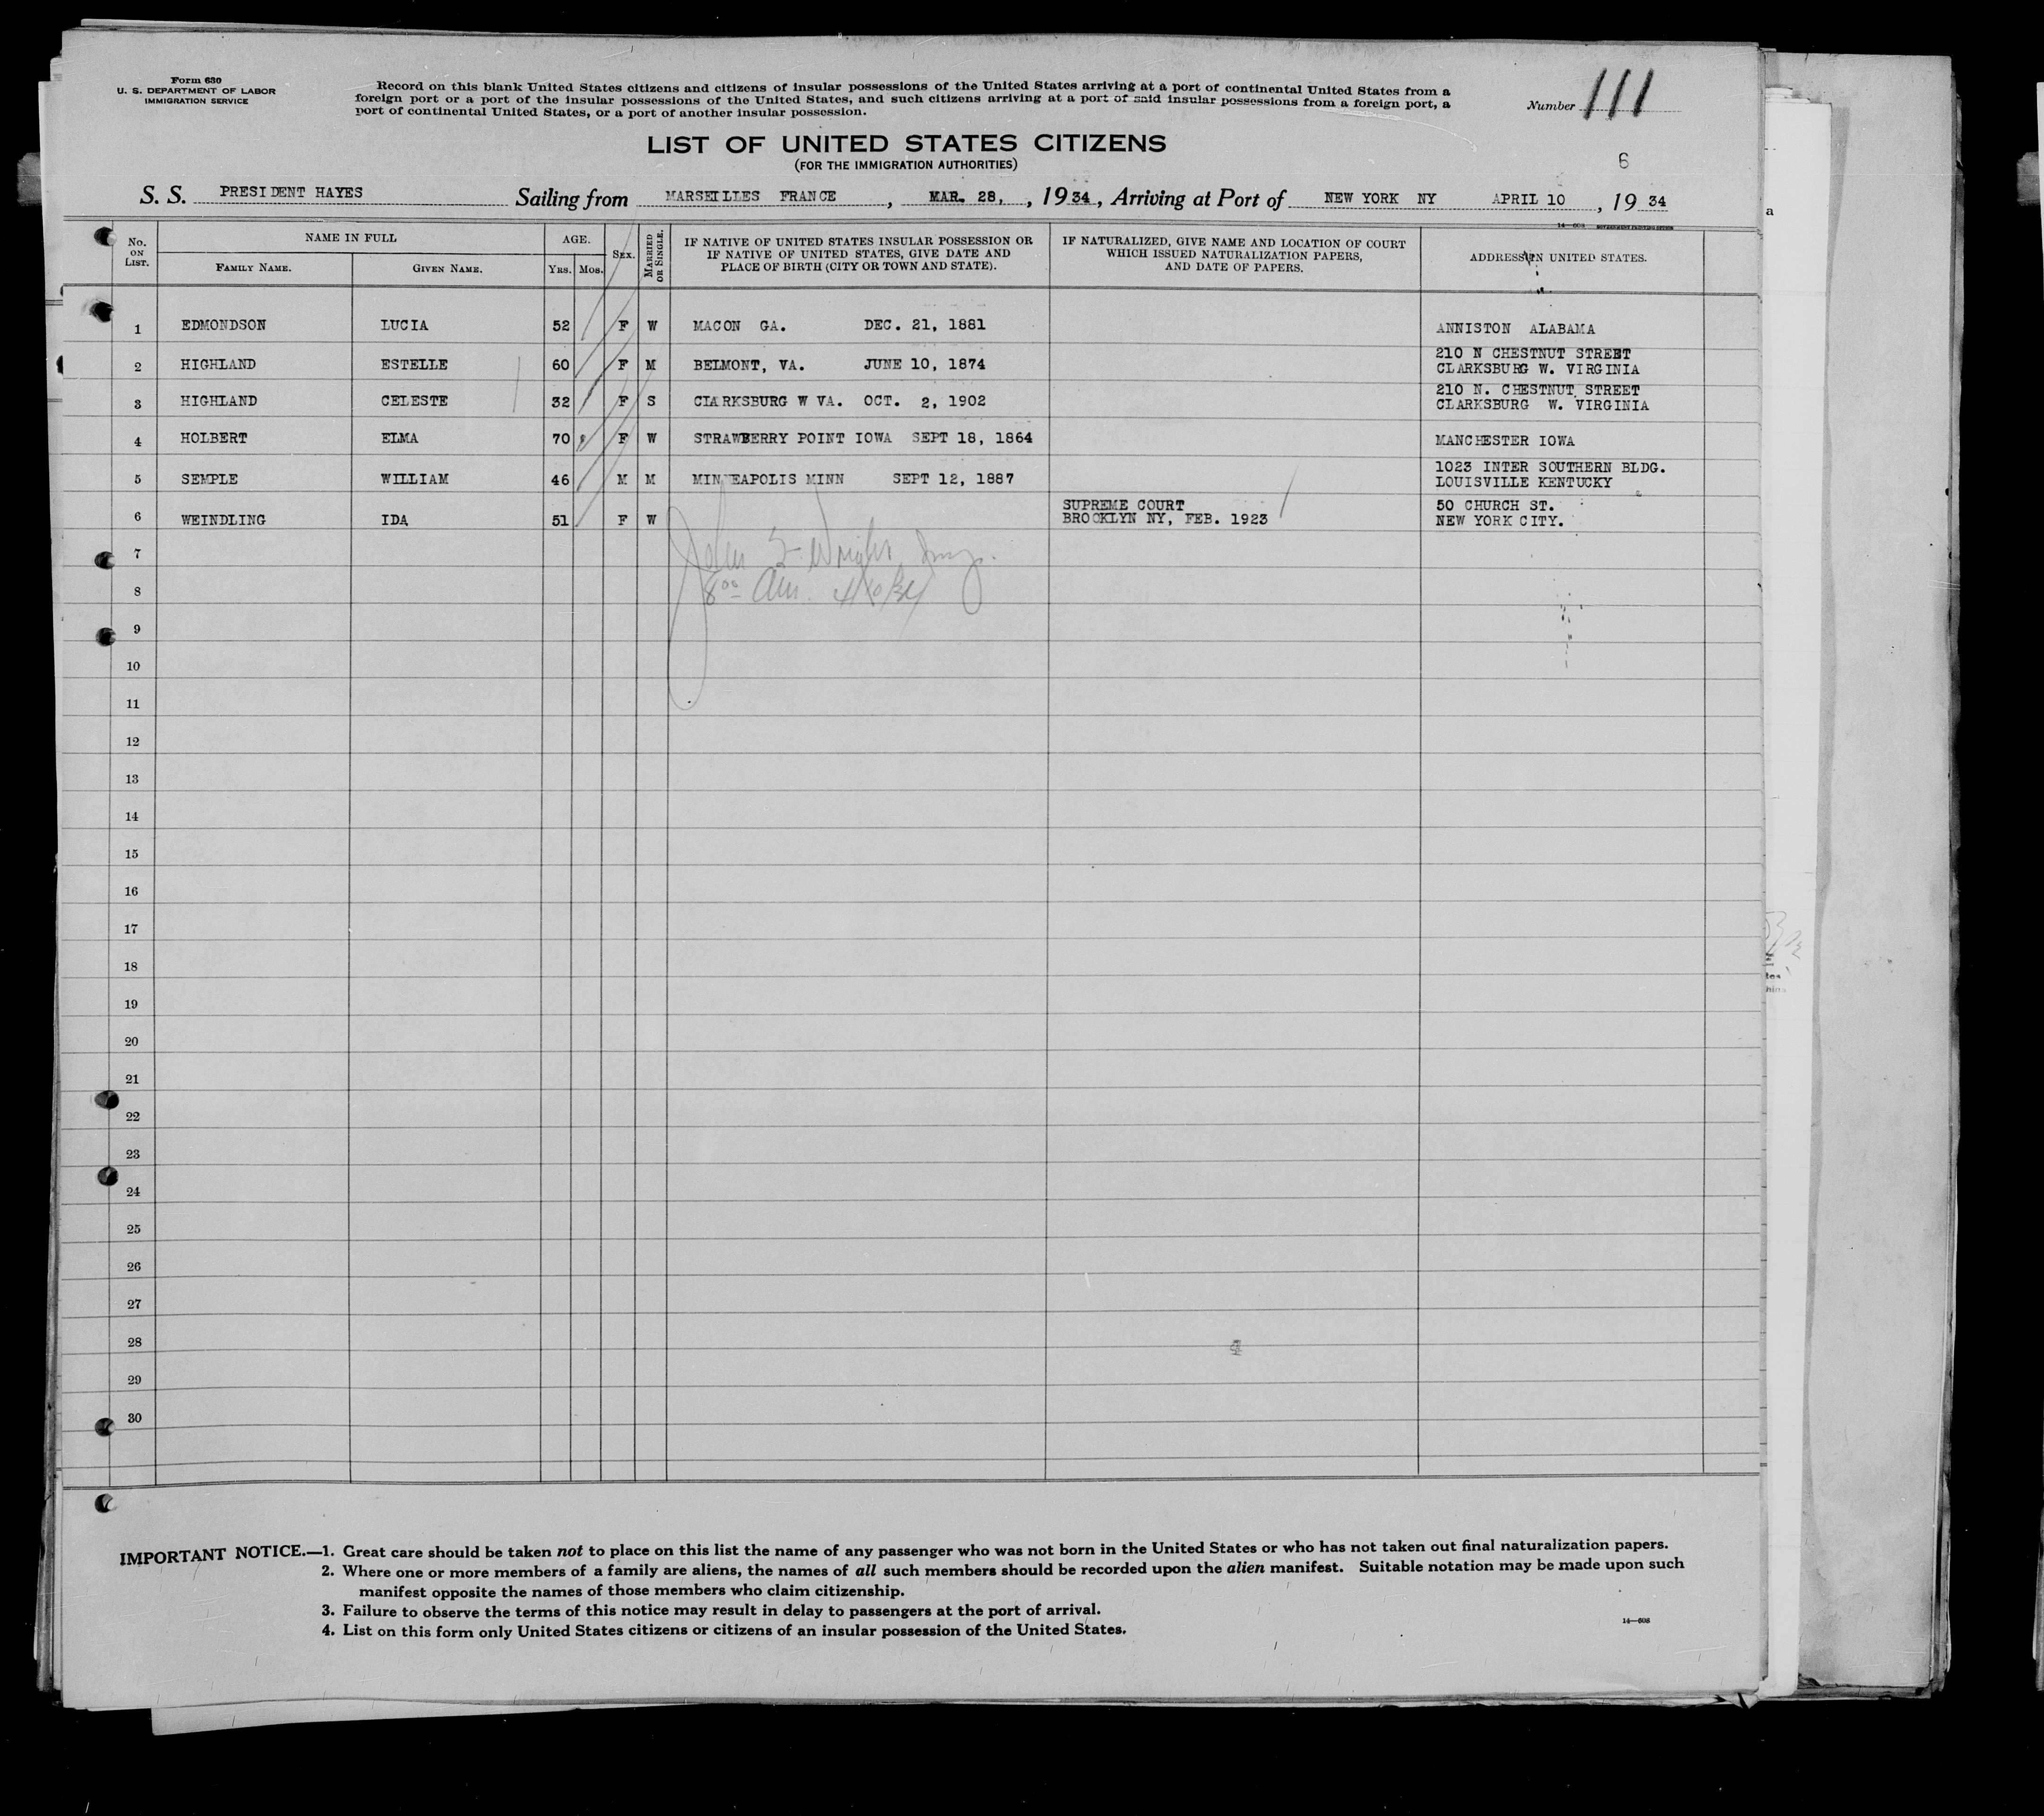 Form 630
U. S. DEPARTMENT OF LABOR
IMMIGRATION SERVICE
Record on this blank United States citizens and citizens of insular possessions of the United States arriving at a port of continental United States from a
foreign port or a port of the insular possessions of the United States, and such citizens arriving at a port of said insular possessions from a foreign port, a
port of continental United States, or a port of another insular possession.
Number 111
LIST OF UNITED STATES CITIZENS
(FOR THE IMMIGRATION AUTHORITIES)
6
S. S. PRESIDENT HAYES Sailing from MARSEILLES FRANCE, MAR. 28, , 1934, Arriving at Port of NEW YORK NY APRIL 10, 1934
No. ON LIST. NAME IN FULL FAMILY NAME. GIVEN NAME. AGE. YRS. MOS. SEX. MARRIED OR SINGLE. IF NATIVE OF UNITED STATES INSULAR POSSESSION OR IF NATIVE OF UNITED STATES, GIVE DATE AND PLACE OF BIRTH (CITY OR TOWN AND STATE). IF NATURALIZED, GIVE NAME AND LOCATION OF COURT WHICH ISSUED NATURALIZATION PAPERS, AND DATE OF PAPERS. ADDRESS IN UNITED STATES.
1 EDMONDSON LUCIA 52 F W MACON GA. DEC. 21, 1881 ANNISTON ALABAMA
2 HIGHLAND ESTELLE 60 F M BELMONT, VA. JUNE 10, 1874 210 N CHESTNUT STREET
CLARKSBURG W. VIRGINIA
3 HIGHLAND CELESTE 32 F S CLARKSBURG W VA. OCT. 2, 1902 210 N. CHESTNUT STREET
CLARKSBURG W. VIRGINIA
4 HOLBERT ELMA 70 F W STRAWBERRY POINT IOWA SEPT 18, 1864 MANCHESTER IOWA
5 SEMPLE WILLIAM 46 M M MINNEAPOLIS MINN SEPT 12, 1887 1023 INTER SOUTHERN BLDG.
LOUISVILLE KENTUCKY
6 WEINDLING IDA 51 F W SUPREME COURT
BROOKLYN NY, FEB. 1923 50 CHURCH ST.
NEW YORK CITY.
7
8
9
10
11
12
13
14
15
16
17
18
19
20
21
22
23
24
25
26
27
28
29
30
IMPORTANT NOTICE.—1. Great care should be taken not to place on this list the name of any passenger who was not born in the United States or who has not taken out final naturalization papers.
2. Where one or more members of a family are aliens, the names of all such members should be recorded upon the alien manifest. Suitable notation may be made upon such
manifest opposite the names of those members who claim citizenship.
3. Failure to observe the terms of this notice may result in delay to passengers at the port of arrival.
4. List on this form only United States citizens or citizens of an insular possession of the United States.
14—608